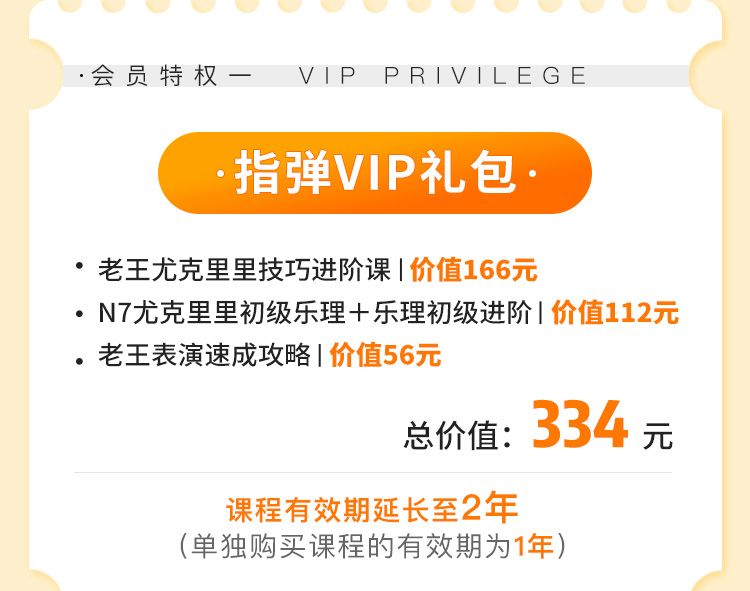 ·会员特权一 VIP PRIVILEGE
·指弹VIP礼包·
• 老王尤克里里技巧进阶课|价值166元
• N7尤克里里初级乐理＋乐理初级进阶|价值112元
• 老王表演速成攻略|价值56元
总价值：334 元
课程有效期延长至2年
（单独购买课程的有效期为1年）